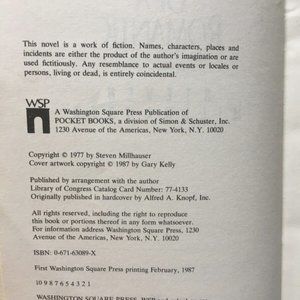 This novel is a work of fiction. Names, characters, places and
incidents are either the product of the author's imagination or are
used fictitiously. Any resemblance to actual events or locales or
persons, living or dead, is entirely coincidental.
WSP
A Washington Square Press Publication of
POCKET BOOKS, a division of Simon & Schuster, Inc.
1230 Avenue of the Americas, New York, N.Y. 10020
Copyright © 1977 by Steven Millhauser
Cover artwork copyright © 1987 by Gary Kelly
Published by arrangement with the author
Library of Congress Catalog Card Number: 77-4133
Originally published in hardcover by Alfred A. Knopf, Inc.
All rights reserved, including the right to reproduce
this book or portions thereof in any form whatsoever.
For information address Washington Square Press, 1230
Avenue of the Americas, New York, N.Y. 10020
ISBN: 0-671-63089-X
First Washington Square Press printing February, 1987
10 9 8 7 6 5 4 3 2 1
WASHINGTON SQUARE PRESS, WSP